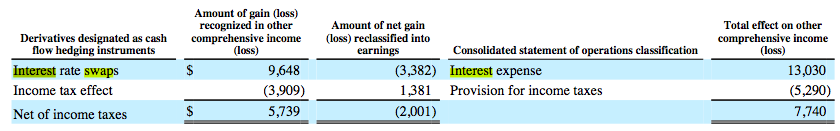 Derivatives designated as cash flow hedging instruments | Amount of gain (loss) recognized in other comprehensive income (loss) | Amount of net gain (loss) reclassified into earnings | Consolidated statement of operations classification | Total effect on other comprehensive income (loss)
Interest rate swaps $ 9,648 (3,382) Interest expense 13,030
Income tax effect (3,909) 1,381 Provision for income taxes (5,290)
Net of income taxes $ 5,739 (2,001) 7,740